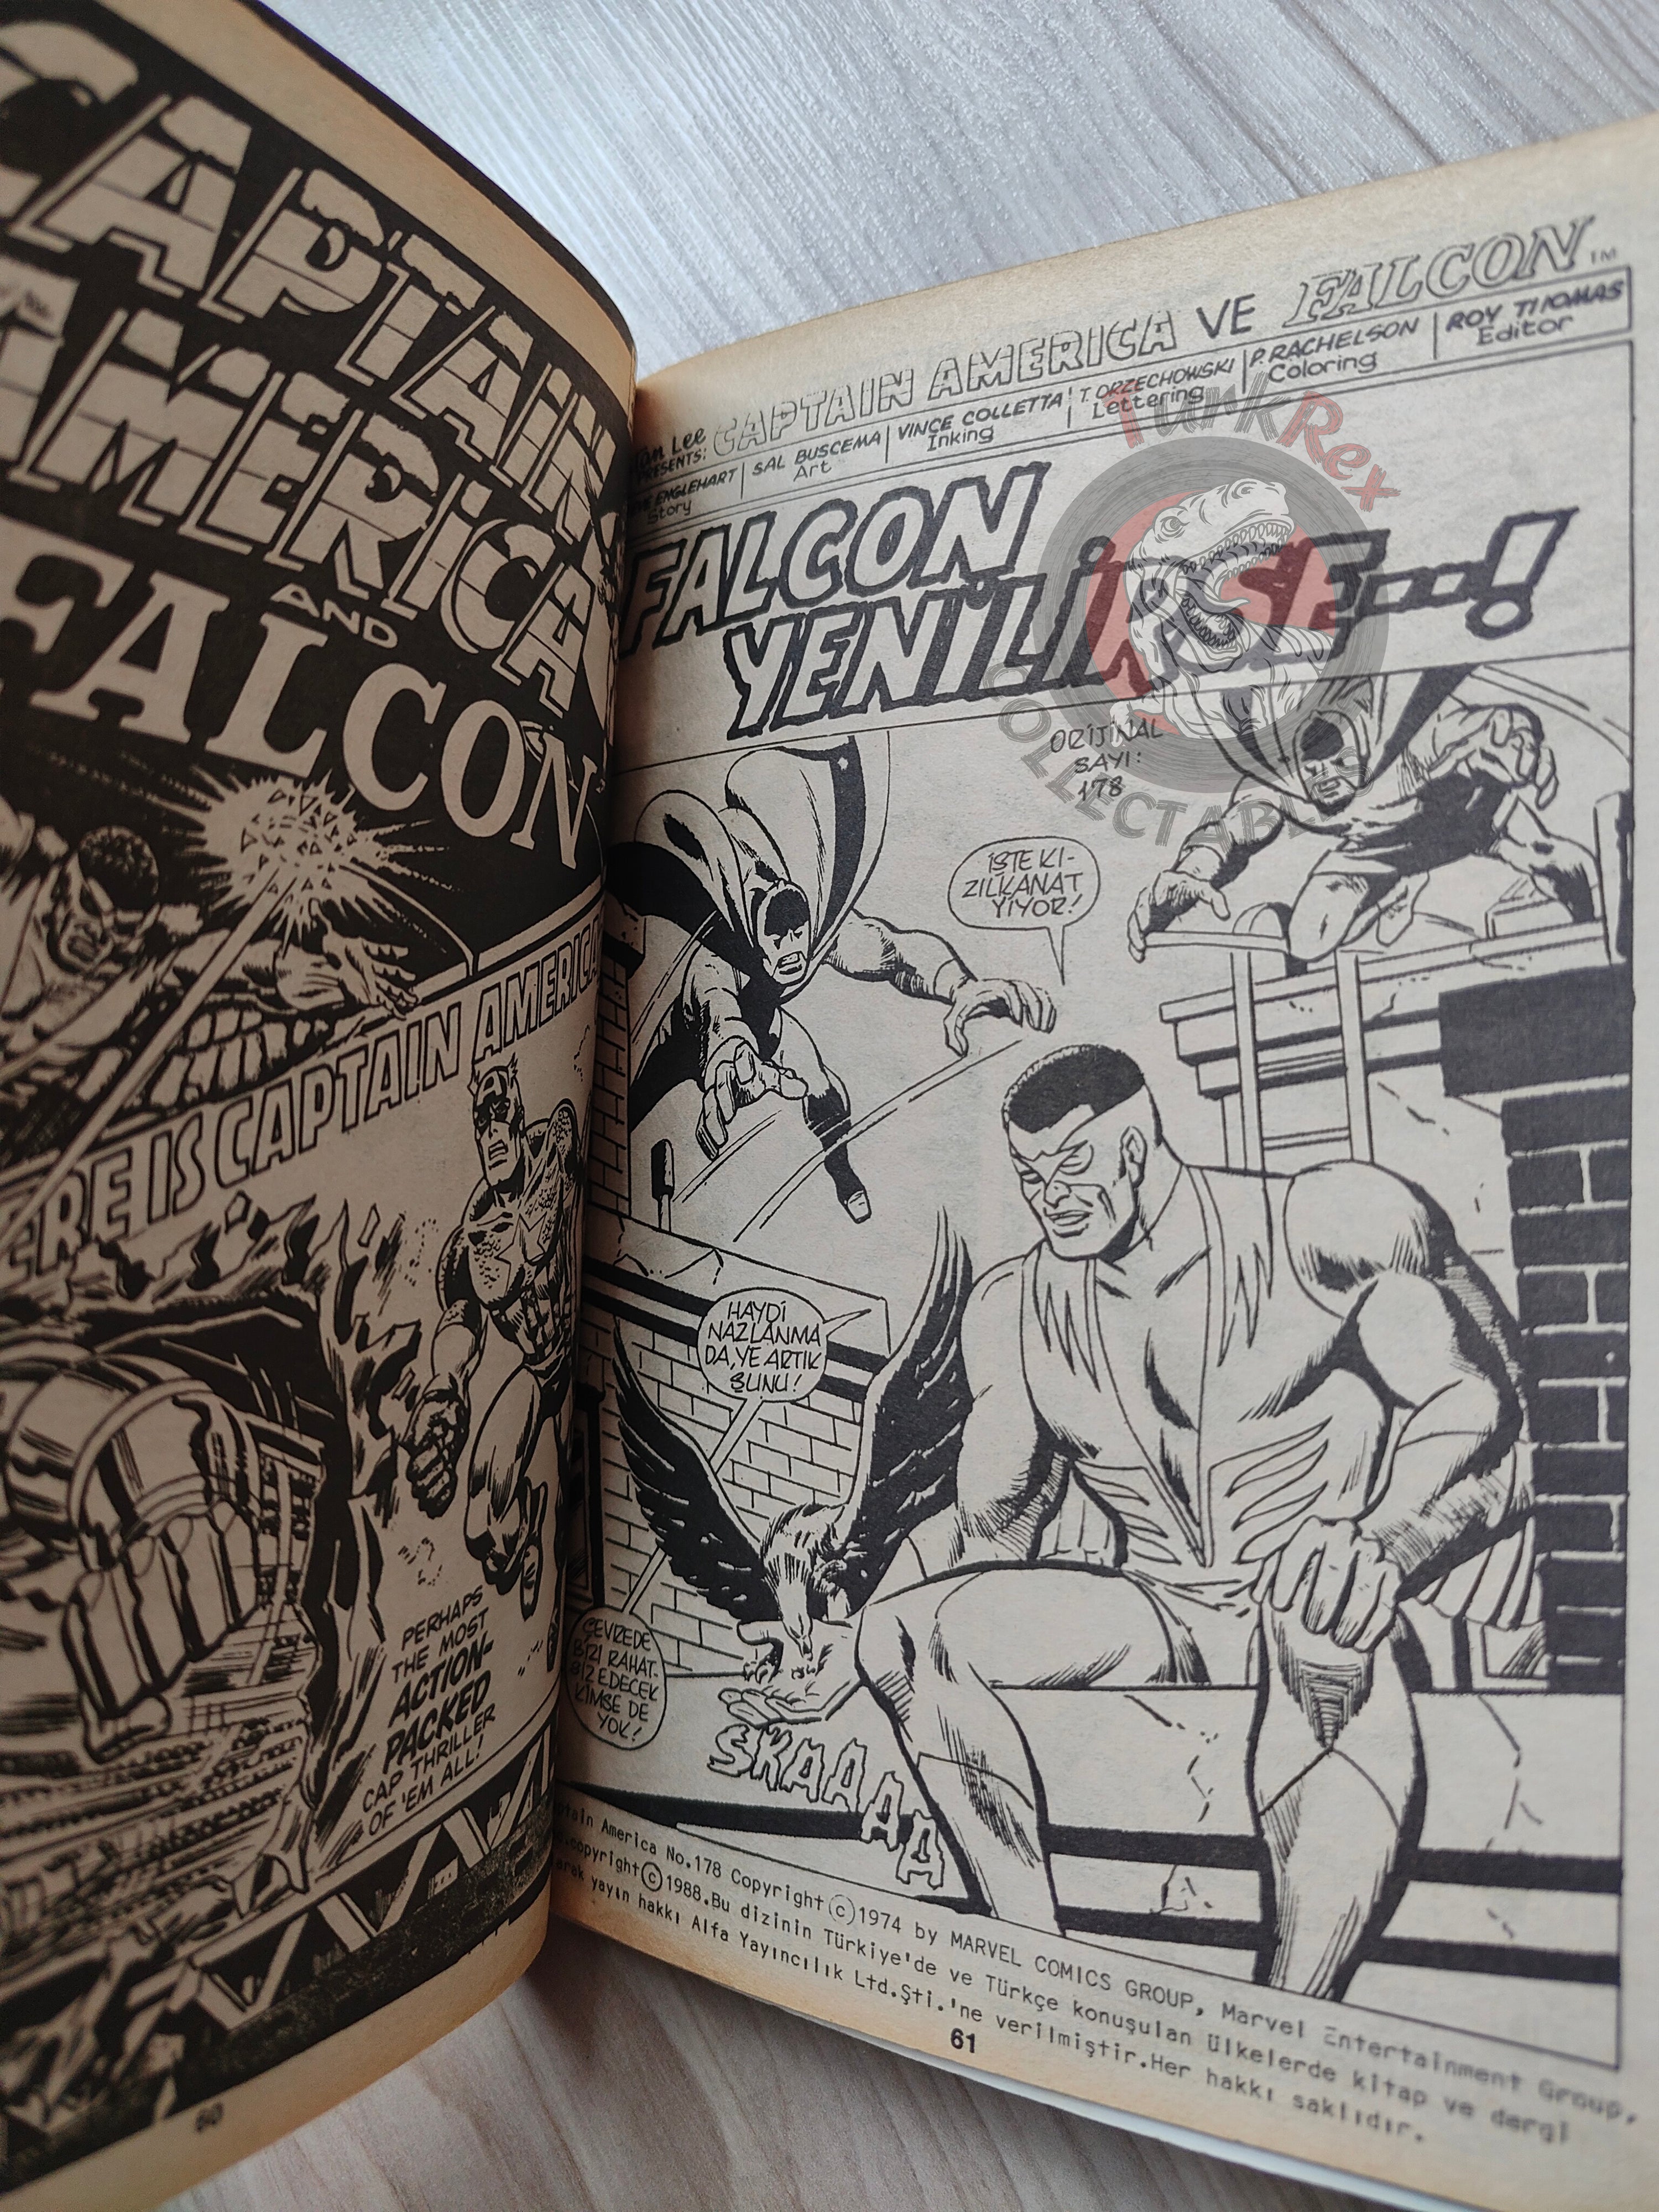 CAPTAIN
AMERICA
AND
FALCON
HERE IS CAPTAIN AMERICA
PERHAPS
THE MOST
ACTION-
PACKED
CAP THRILLER
OF 'EM ALL!
60
Lee
PRESENTS:
CAPTAIN AMERICA VE FALCON TM
ENGLEHART
Story
SAL BUSCEMA
Art
VINCE COLLETTA
Inking
T. ORZECHOWSKI
Lettering
P. RACHELSON
Coloring
ROY THOMAS
Editor
FALCON
YENİLİRSE...!
TurkRex
COLLECTABLES
ORİJİNAL
SAYI:
178
İŞTE KI-
ZILKANAT
YİYOR!
HAYDİ
NAZLANMA
DA, YE ARTIK
ŞUNU!
ÇEVREDE
BİZİ RAHAT-
SIZ EDECEK
KİMSE DE
YOK!
SKAAAAA
America No.178 Copyright (c) 1974 by MARVEL COMICS GROUP, Marvel Entertainment Group,
copyright (c) 1988.Bu dizinin Türkiye'de ve Türkçe konuşulan ülkelerde kitap ve dergi
yayın hakkı Alfa Yayıncılık Ltd.Şti.'ne verilmiştir.Her hakkı saklıdır.
61